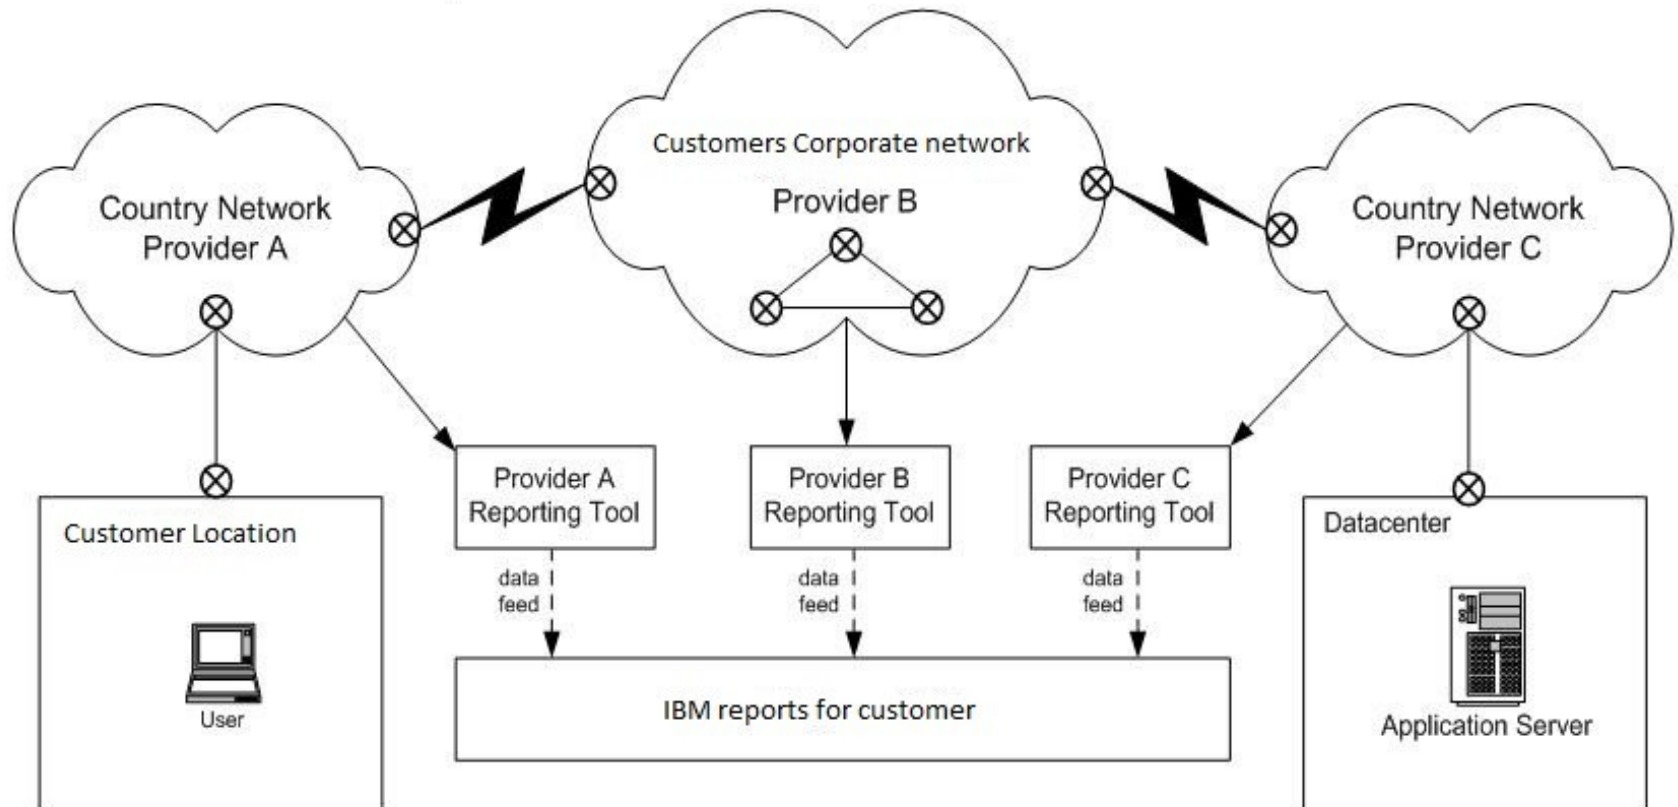 Customers Corporate network
Provider B
Country Network
Provider A
Country Network
Provider C
Provider A
Reporting Tool
Provider B
Reporting Tool
Provider C
Reporting Tool
Customer Location
Datacenter
data
feed
data
feed
data
feed
User
IBM reports for customer
Application Server